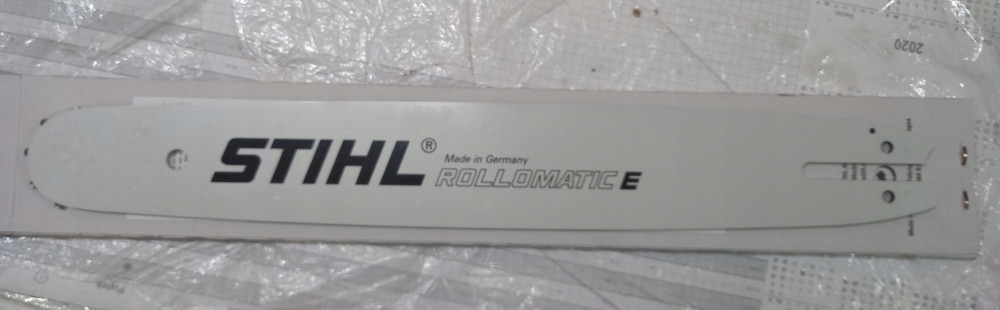 STIHL®
Made in Germany
ROLLOMATIC E
2020